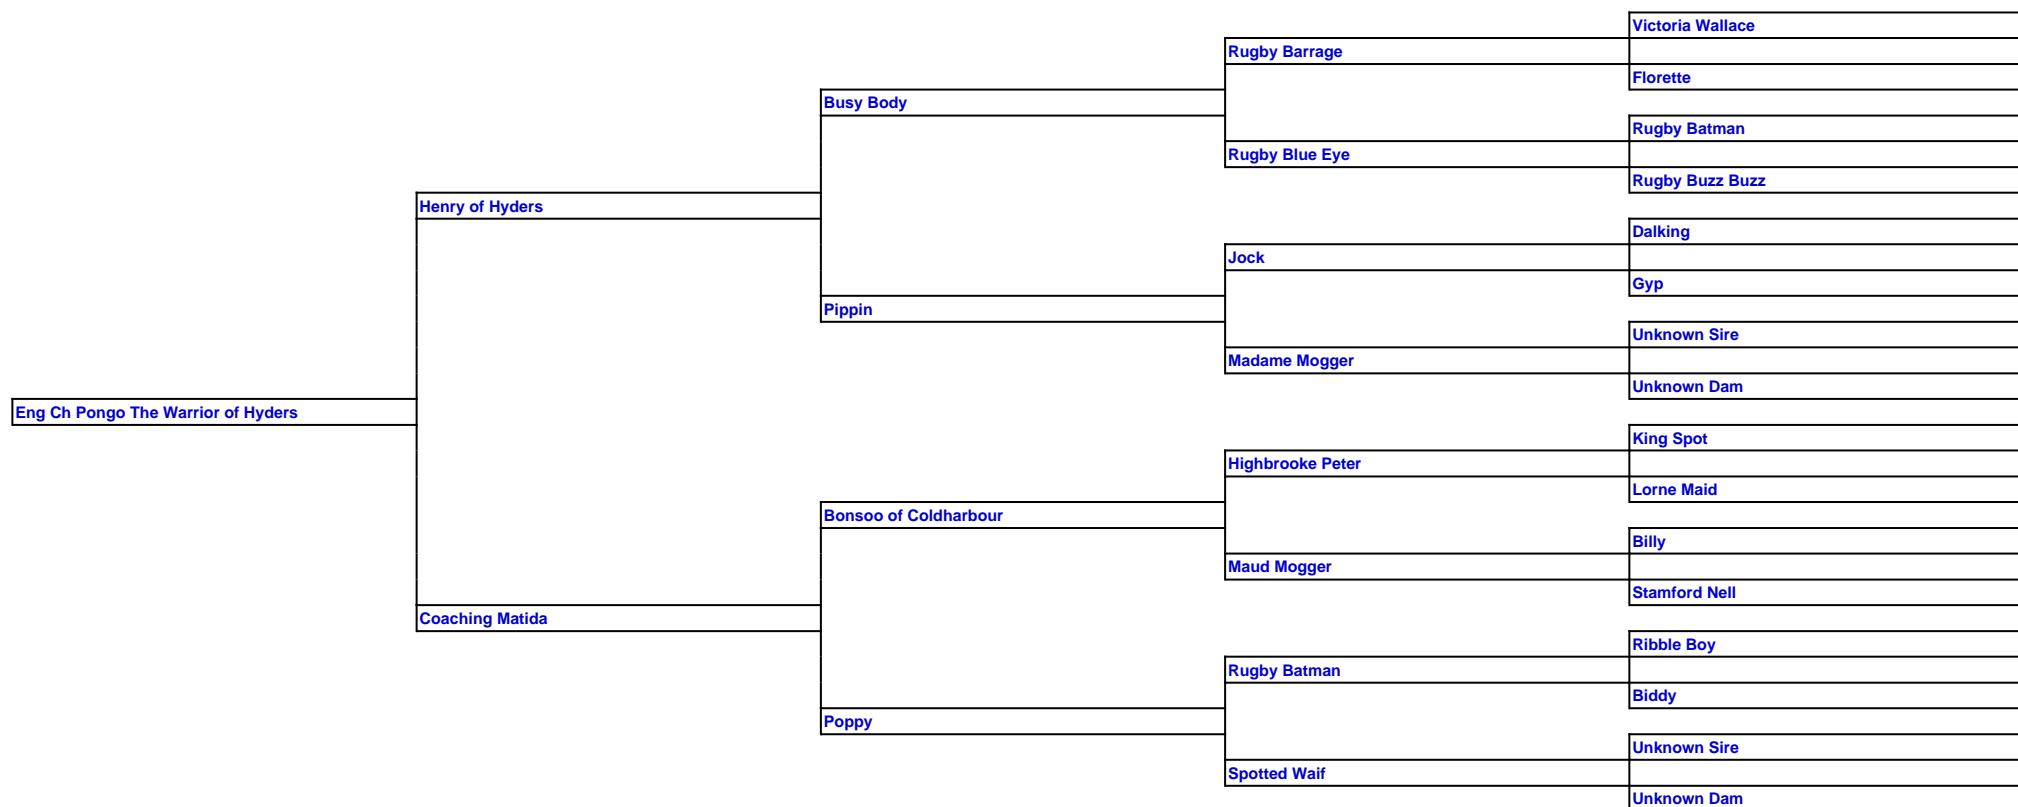 Victoria Wallace
Rugby Barrage
Florette
Busy Body
Rugby Batman
Rugby Blue Eye
Rugby Buzz Buzz
Henry of Hyders
Dalking
Jock
Gyp
Pippin
Unknown Sire
Madame Mogger
Unknown Dam
Eng Ch Pongo The Warrior of Hyders
King Spot
Highbrooke Peter
Lorne Maid
Bonsoo of Coldharbour
Billy
Maud Mogger
Stamford Nell
Coaching Matida
Ribble Boy
Rugby Batman
Biddy
Poppy
Unknown Sire
Spotted Waif
Unknown Dam